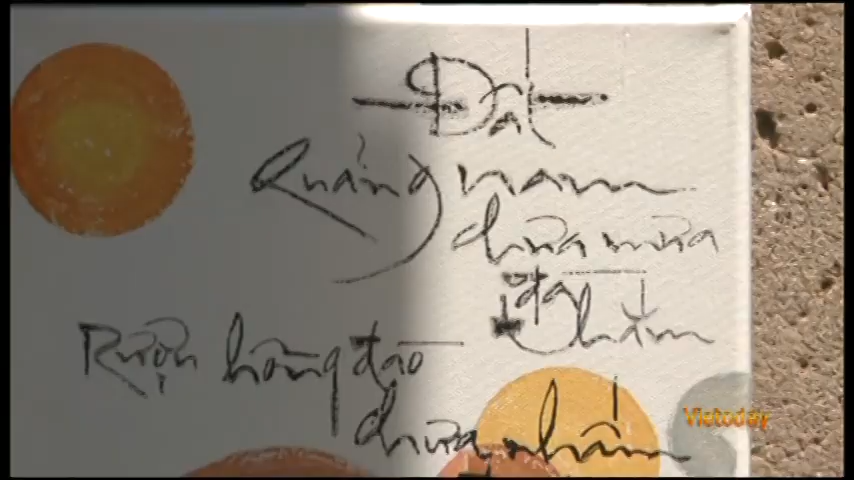 Đất
Quảng nam
chưa mưa
đà thấm
Rượu hồng đào
chưa nhấm
Vietoday